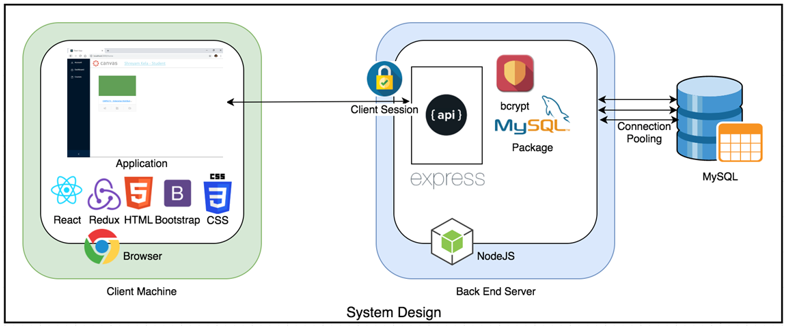 canvas
Application
React
Redux
HTML
Bootstrap
CSS
CSS
Browser
Client Machine
Client Session
{ api }
express
bcrypt
MySQL
Package
NodeJS
Back End Server
Connection
Pooling
MySQL
System Design